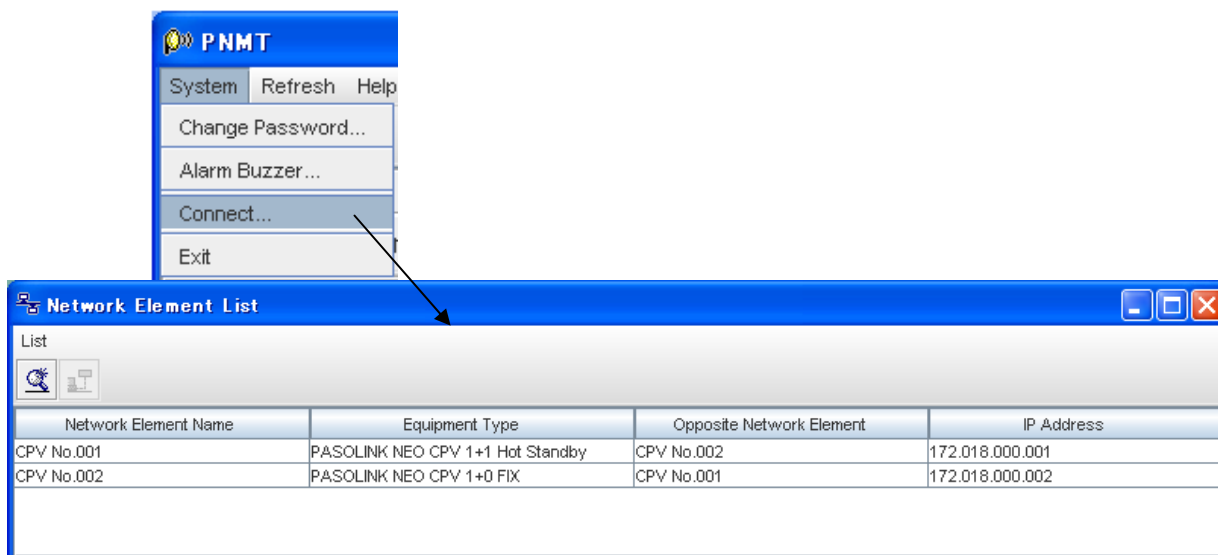 PNMT
System Refresh Help
Change Password...
Alarm Buzzer...
Connect...
Exit
Network Element List
List
Network Element Name Equipment Type Opposite Network Element IP Address
CPV No.001 PASOLINK NEO CPV 1+1 Hot Standby CPV No.002 172.018.000.001
CPV No.002 PASOLINK NEO CPV 1+0 FIX CPV No.001 172.018.000.002